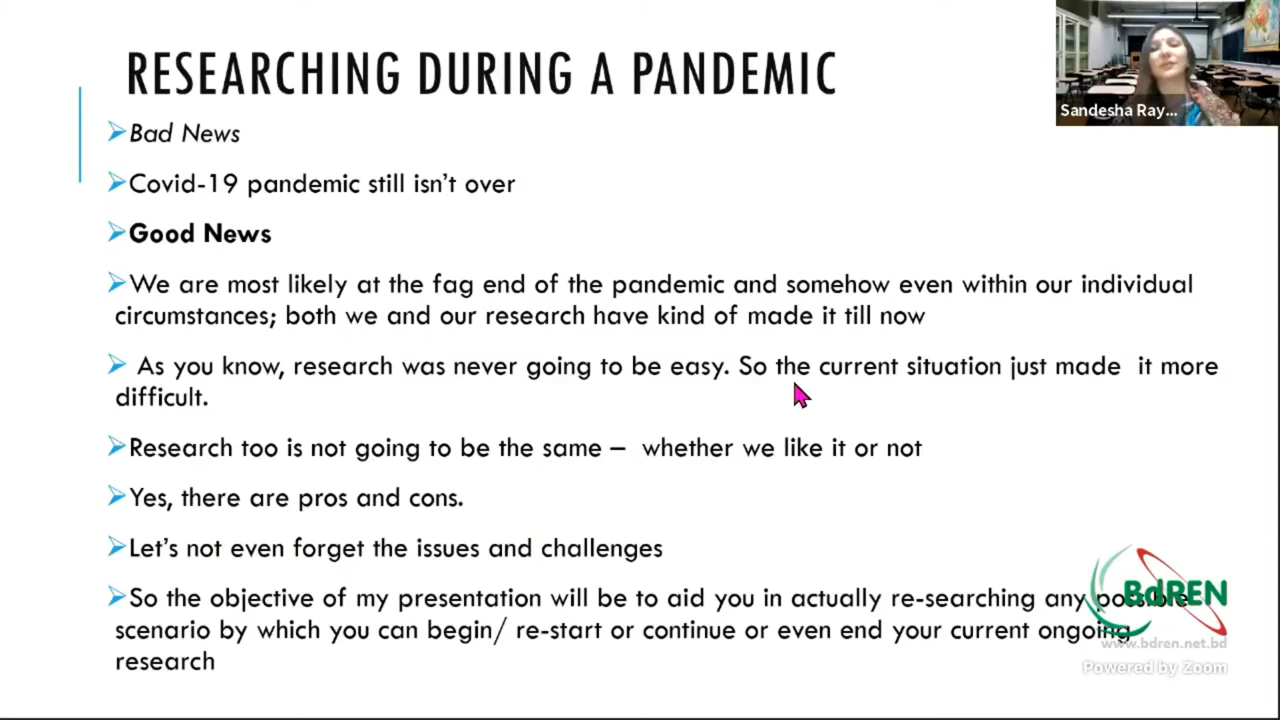 RESEARCHING DURING A PANDEMIC
Sandesha Ray...
➢Bad News
➢Covid-19 pandemic still isn't over
➢Good News
➢We are most likely at the fag end of the pandemic and somehow even within our individual
circumstances; both we and our research have kind of made it till now
➢ As you know, research was never going to be easy. So the current situation just made it more
difficult.
➢Research too is not going to be the same – whether we like it or not
➢Yes, there are pros and cons.
➢Let's not even forget the issues and challenges
➢So the objective of my presentation will be to aid you in actually re-searching any possible
scenario by which you can begin/ re-start or continue or even end your current ongoing
research
BdREN
www.bdren.net.bd
Powered by Zoom